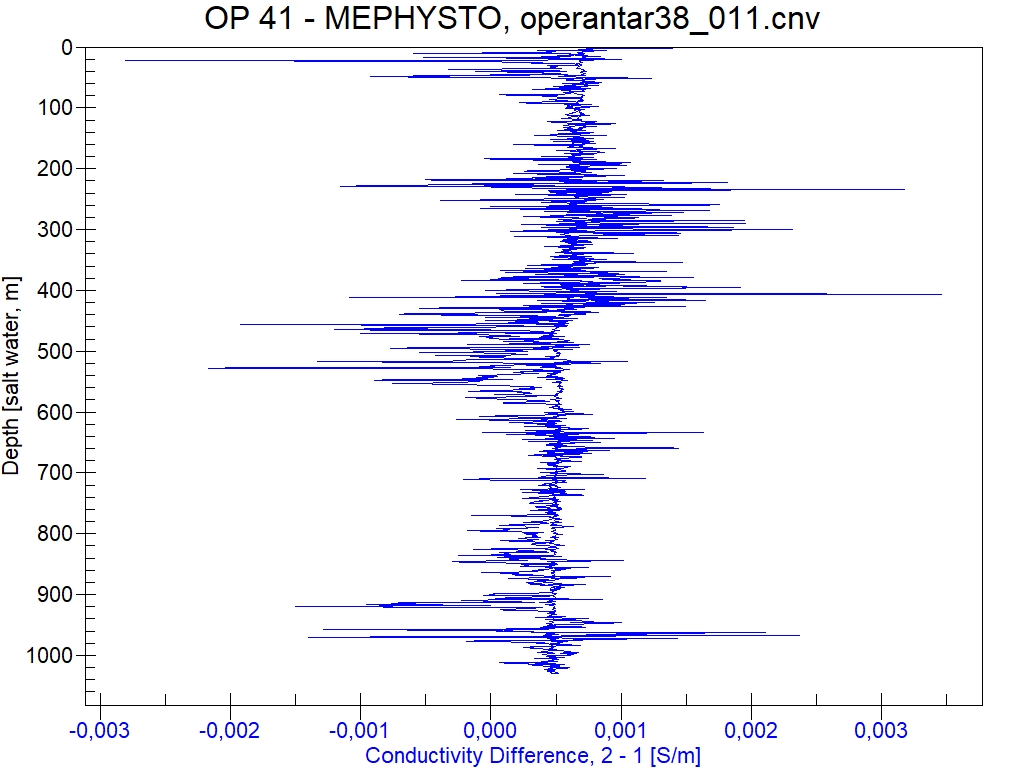 OP 41 - MEPHYSTO, operantar38_011.cnv
0
100
200
300
400
500
600
700
800
900
1000
Depth [salt water, m]
-0,003 -0,002 -0,001 0,000 0,001 0,002 0,003
Conductivity Difference, 2 - 1 [S/m]